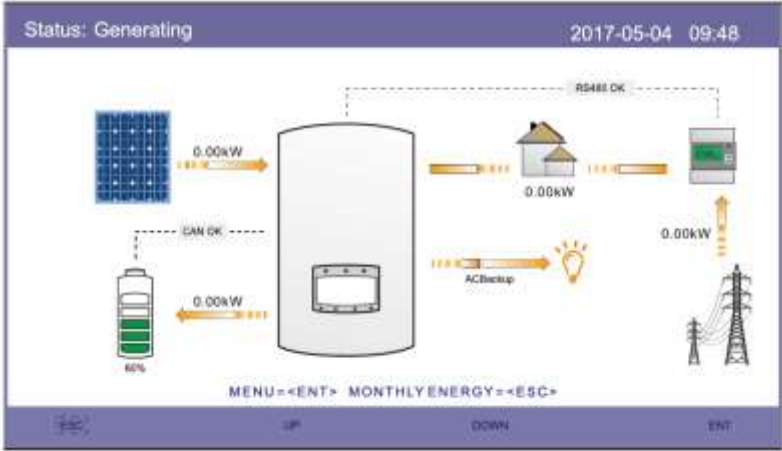 Status: Generating
2017-05-04 09:48
RS485 OK
0.00kW
0.00kW
CAN OK
0.00kW
ACBackup
0.00kW
60%
MENU=<ENT> MONTHLY ENERGY=<ESC>
ESC UP DOWN ENT